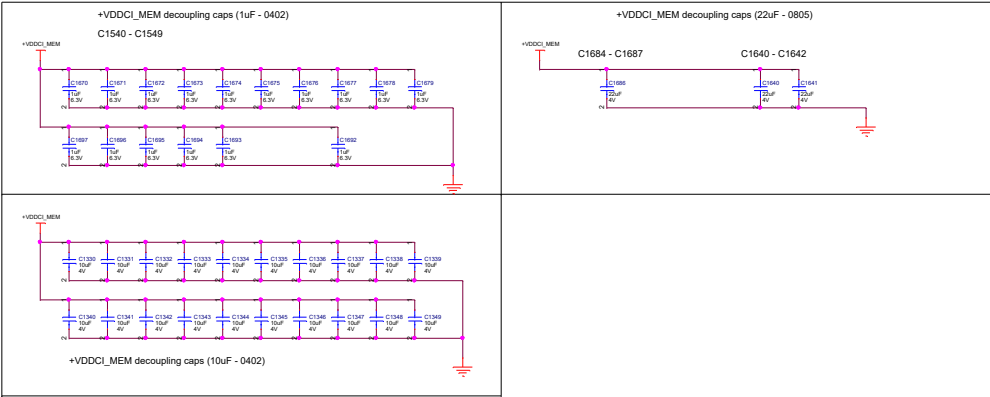 +VDDCI_MEM decoupling caps (1uF - 0402)
C1540 - C1549
+VDDCI_MEM
C1670 C1671 C1672 C1673 C1674 C1675 C1676 C1677 C1678 C1679
1uF 1uF 1uF 1uF 1uF 1uF 1uF 1uF 1uF 1uF
6.3V 6.3V 6.3V 6.3V 6.3V 6.3V 6.3V 6.3V 6.3V 6.3V
C1697 C1696 C1695 C1694 C1693 C1692
1uF 1uF 1uF 1uF 1uF 1uF
6.3V 6.3V 6.3V 6.3V 6.3V 6.3V
+VDDCI_MEM decoupling caps (22uF - 0805)
+VDDCI_MEM
C1684 - C1687 C1640 - C1642
C1686 C1640 C1641
22uF 22uF 22uF
4V 4V 4V
+VDDCI_MEM
C1330 C1331 C1332 C1333 C1334 C1335 C1336 C1337 C1338 C1339
10uF 10uF 10uF 10uF 10uF 10uF 10uF 10uF 10uF 10uF
4V 4V 4V 4V 4V 4V 4V 4V 4V 4V
C1340 C1341 C1342 C1343 C1344 C1345 C1346 C1347 C1348 C1349
10uF 10uF 10uF 10uF 10uF 10uF 10uF 10uF 10uF 10uF
4V 4V 4V 4V 4V 4V 4V 4V 4V 4V
+VDDCI_MEM decoupling caps (10uF - 0402)